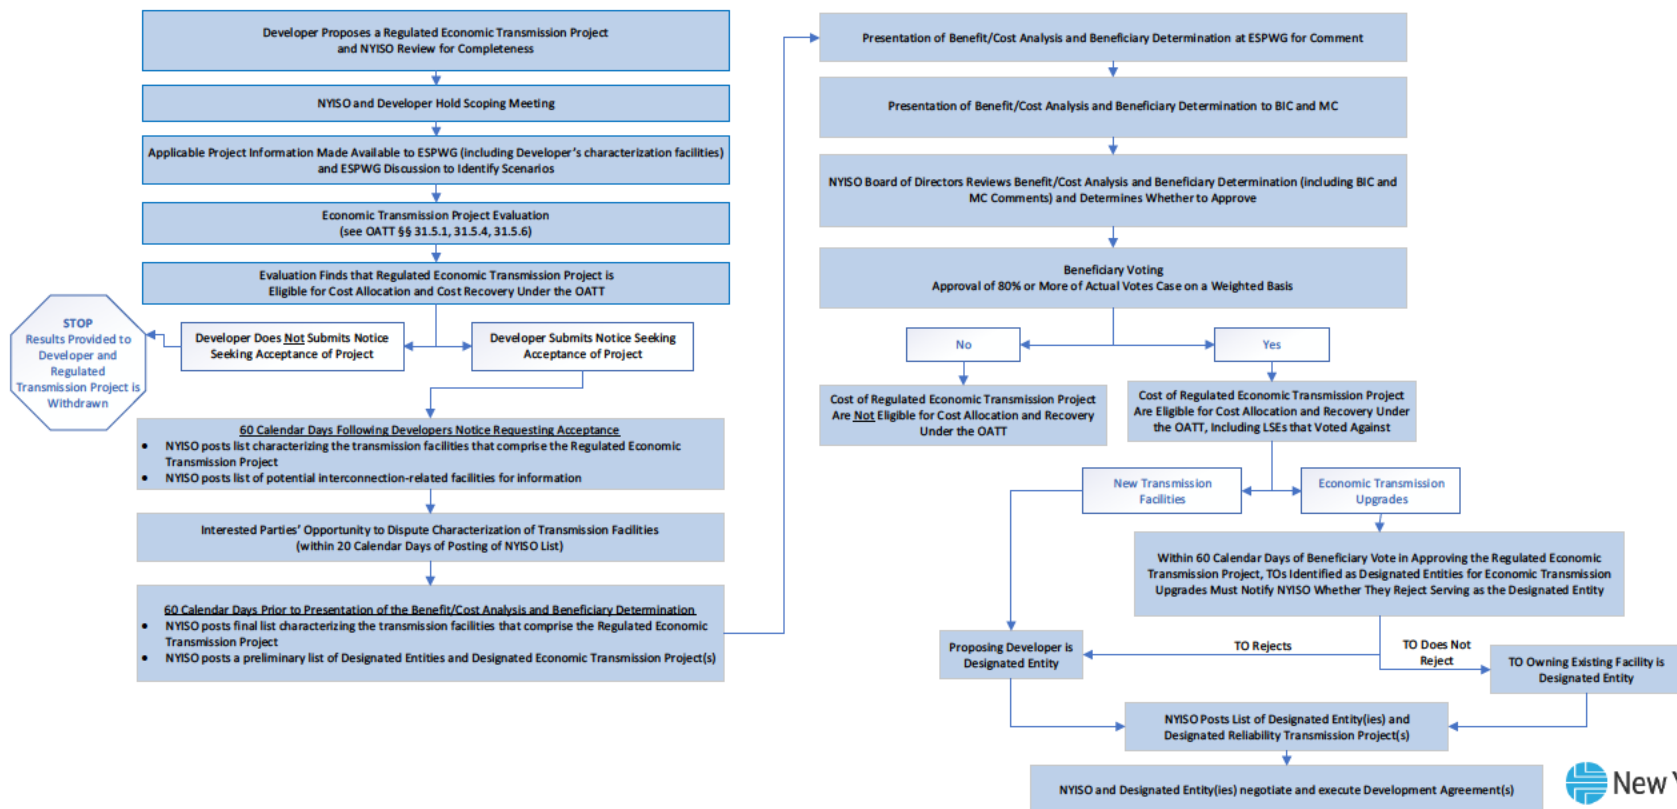 Developer Proposes a Regulated Economic Transmission Project
and NYISO Review for Completeness
NYISO and Developer Hold Scoping Meeting
Applicable Project Information Made Available to ESPWG (including Developer's characterization facilities)
and ESPWG Discussion to Identify Scenarios
Economic Transmission Project Evaluation
(see OATT §§ 31.5.1, 31.5.4, 31.5.6)
Evaluation Finds that Regulated Economic Transmission Project is
Eligible for Cost Allocation and Cost Recovery Under the OATT
STOP
Results Provided to
Developer and
Regulated
Transmission Project is
Withdrawn
Developer Does Not Submits Notice
Seeking Acceptance of Project
Developer Submits Notice Seeking
Acceptance of Project
60 Calendar Days Following Developers Notice Requesting Acceptance
• NYISO posts list characterizing the transmission facilities that comprise the Regulated Economic
Transmission Project
• NYISO posts list of potential interconnection-related facilities for information
Interested Parties' Opportunity to Dispute Characterization of Transmission Facilities
(within 20 Calendar Days of Posting of NYISO List)
60 Calendar Days Prior to Presentation of the Benefit/Cost Analysis and Beneficiary Determination
• NYISO posts final list characterizing the transmission facilities that comprise the Regulated Economic
Transmission Project
• NYISO posts a preliminary list of Designated Entities and Designated Economic Transmission Project(s)
Presentation of Benefit/Cost Analysis and Beneficiary Determination at ESPWG for Comment
Presentation of Benefit/Cost Analysis and Beneficiary Determination to BIC and MC
NYISO Board of Directors Reviews Benefit/Cost Analysis and Beneficiary Determination (including BIC and
MC Comments) and Determines Whether to Approve
Beneficiary Voting
Approval of 80% or More of Actual Votes Case on a Weighted Basis
No
Yes
Cost of Regulated Economic Transmission Project
Are Not Eligible for Cost Allocation and Recovery
Under the OATT
Cost of Regulated Economic Transmission Project
Are Eligible for Cost Allocation and Recovery Under
the OATT, Including LSEs that Voted Against
New Transmission
Facilities
Economic Transmission
Upgrades
Within 60 Calendar Days of Beneficiary Vote in Approving the Regulated Economic
Transmission Project, TOs Identified as Designated Entities for Economic Transmission
Upgrades Must Notify NYISO Whether They Reject Serving as the Designated Entity
Proposing Developer is
Designated Entity
TO Rejects
TO Does Not
Reject
TO Owning Existing Facility is
Designated Entity
NYISO Posts List of Designated Entity(ies) and
Designated Reliability Transmission Project(s)
NYISO and Designated Entity(ies) negotiate and execute Development Agreement(s)
New Y